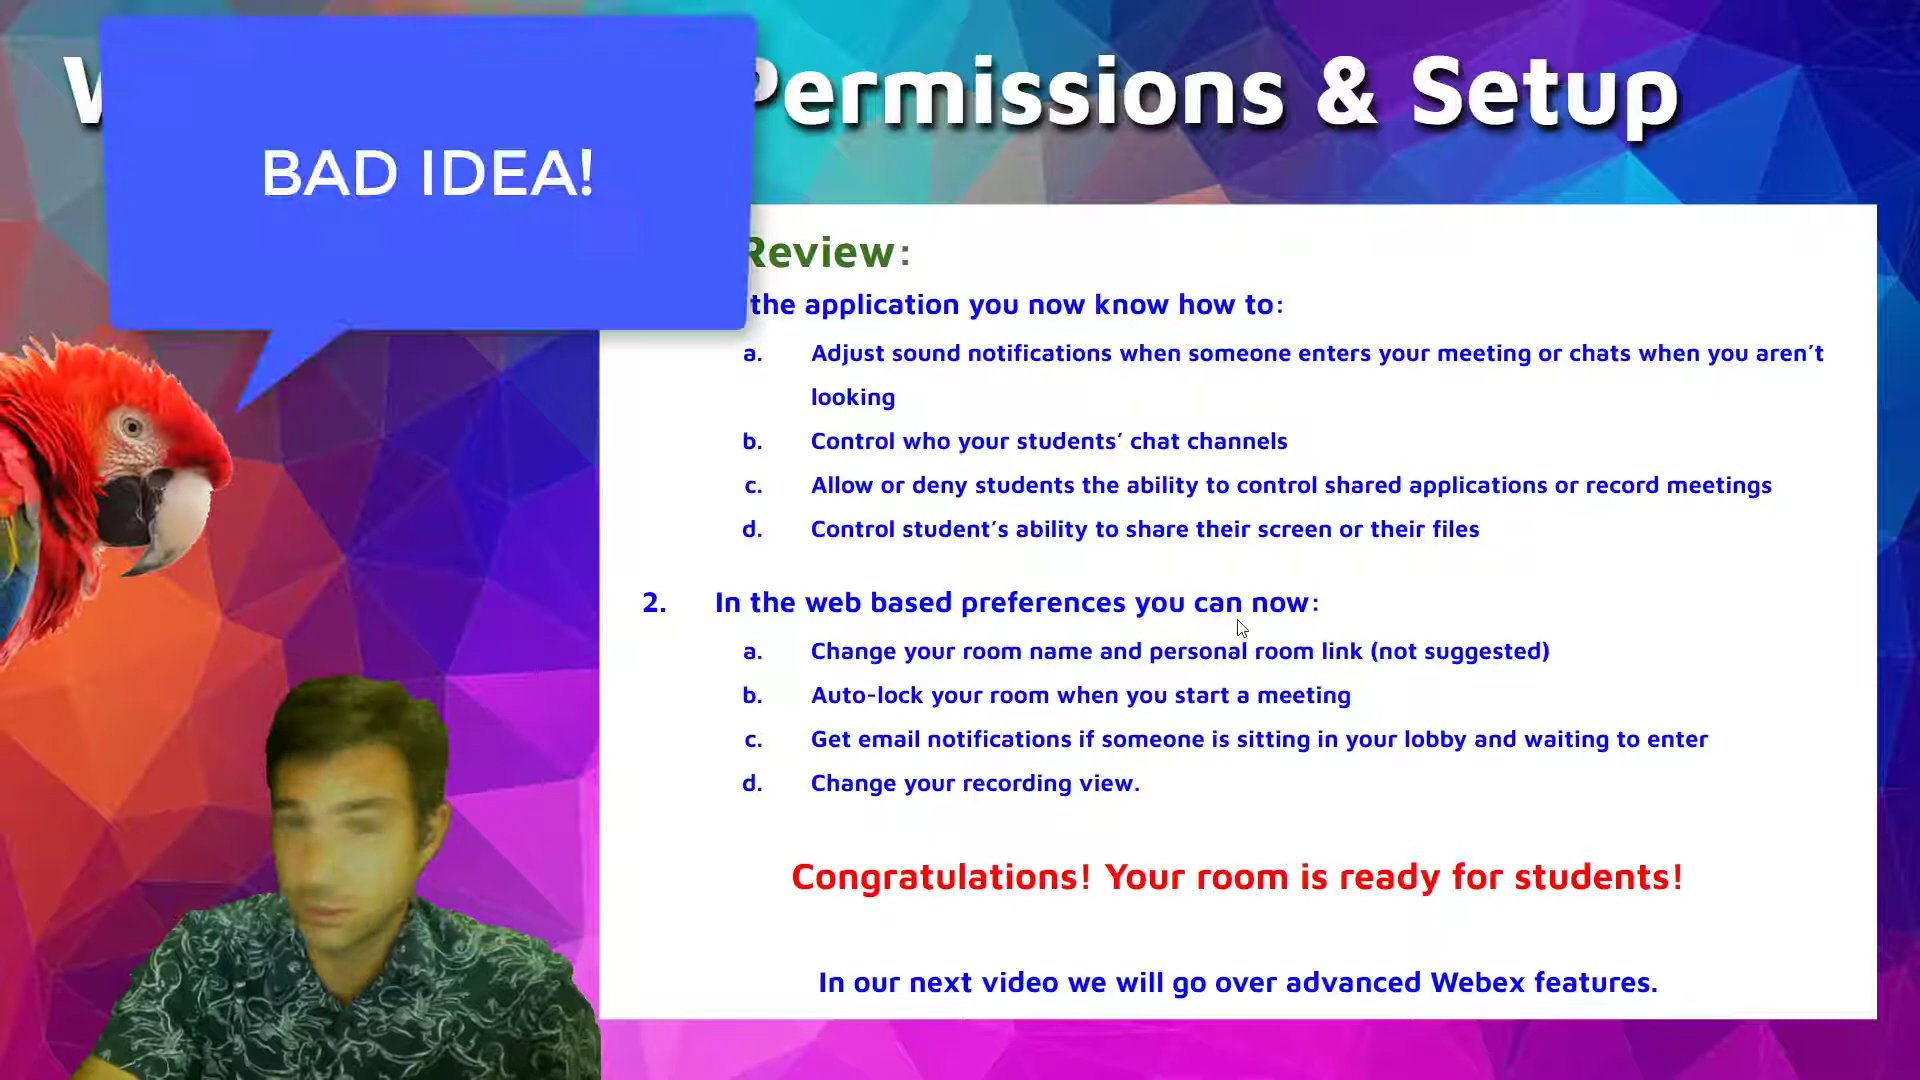 Permissions & Setup
BAD IDEA!
Review:
the application you now know how to:
a. Adjust sound notifications when someone enters your meeting or chats when you aren’t
looking
b. Control who your students’ chat channels
c. Allow or deny students the ability to control shared applications or record meetings
d. Control student’s ability to share their screen or their files
2. In the web based preferences you can now:
a. Change your room name and personal room link (not suggested)
b. Auto-lock your room when you start a meeting
c. Get email notifications if someone is sitting in your lobby and waiting to enter
d. Change your recording view.
Congratulations! Your room is ready for students!
In our next video we will go over advanced Webex features.